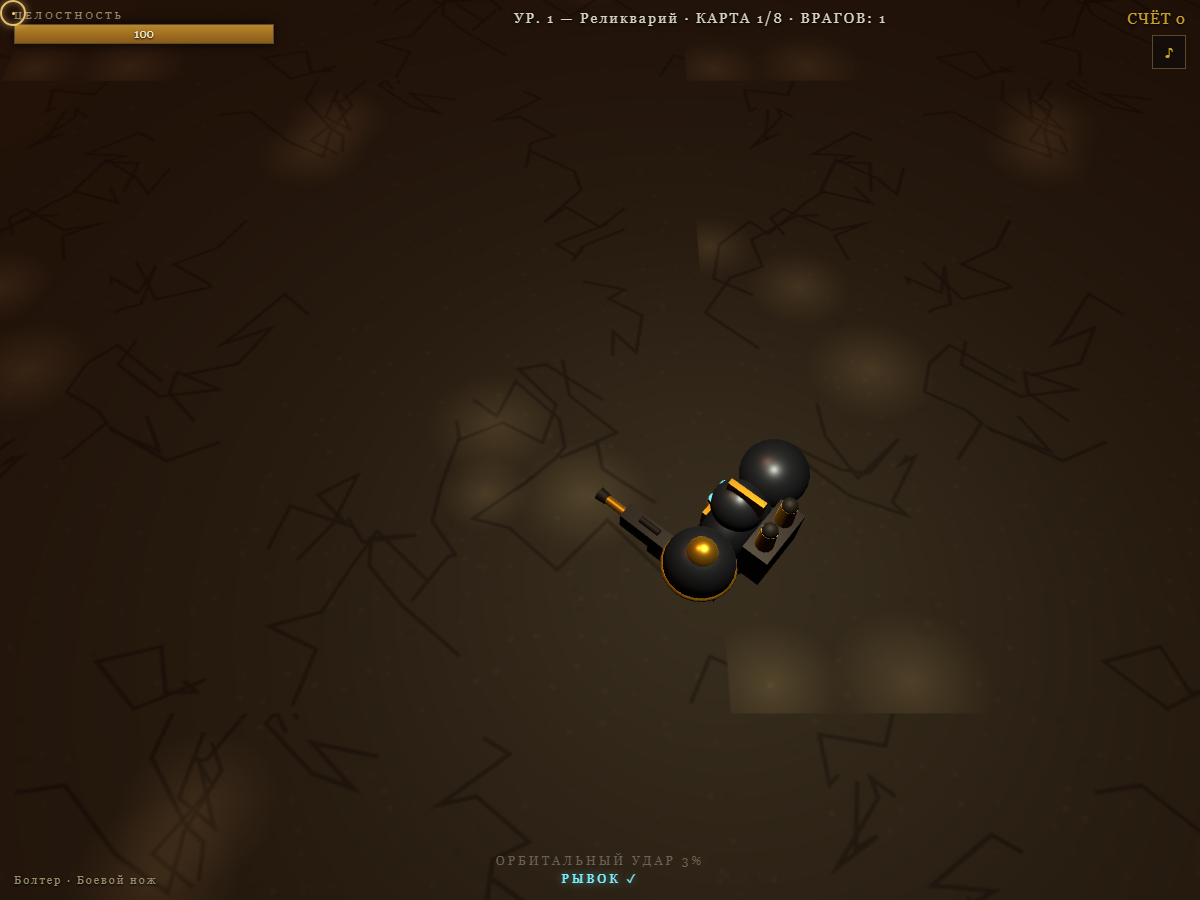 ЦЕЛОСТНОСТЬ
100
УР. 1 — Реликварий · КАРТА 1/8 · ВРАГОВ: 1
СЧЁТ 0
♪
ОРБИТАЛЬНЫЙ УДАР 3%
РЫВОК ✓
Болтер · Боевой нож